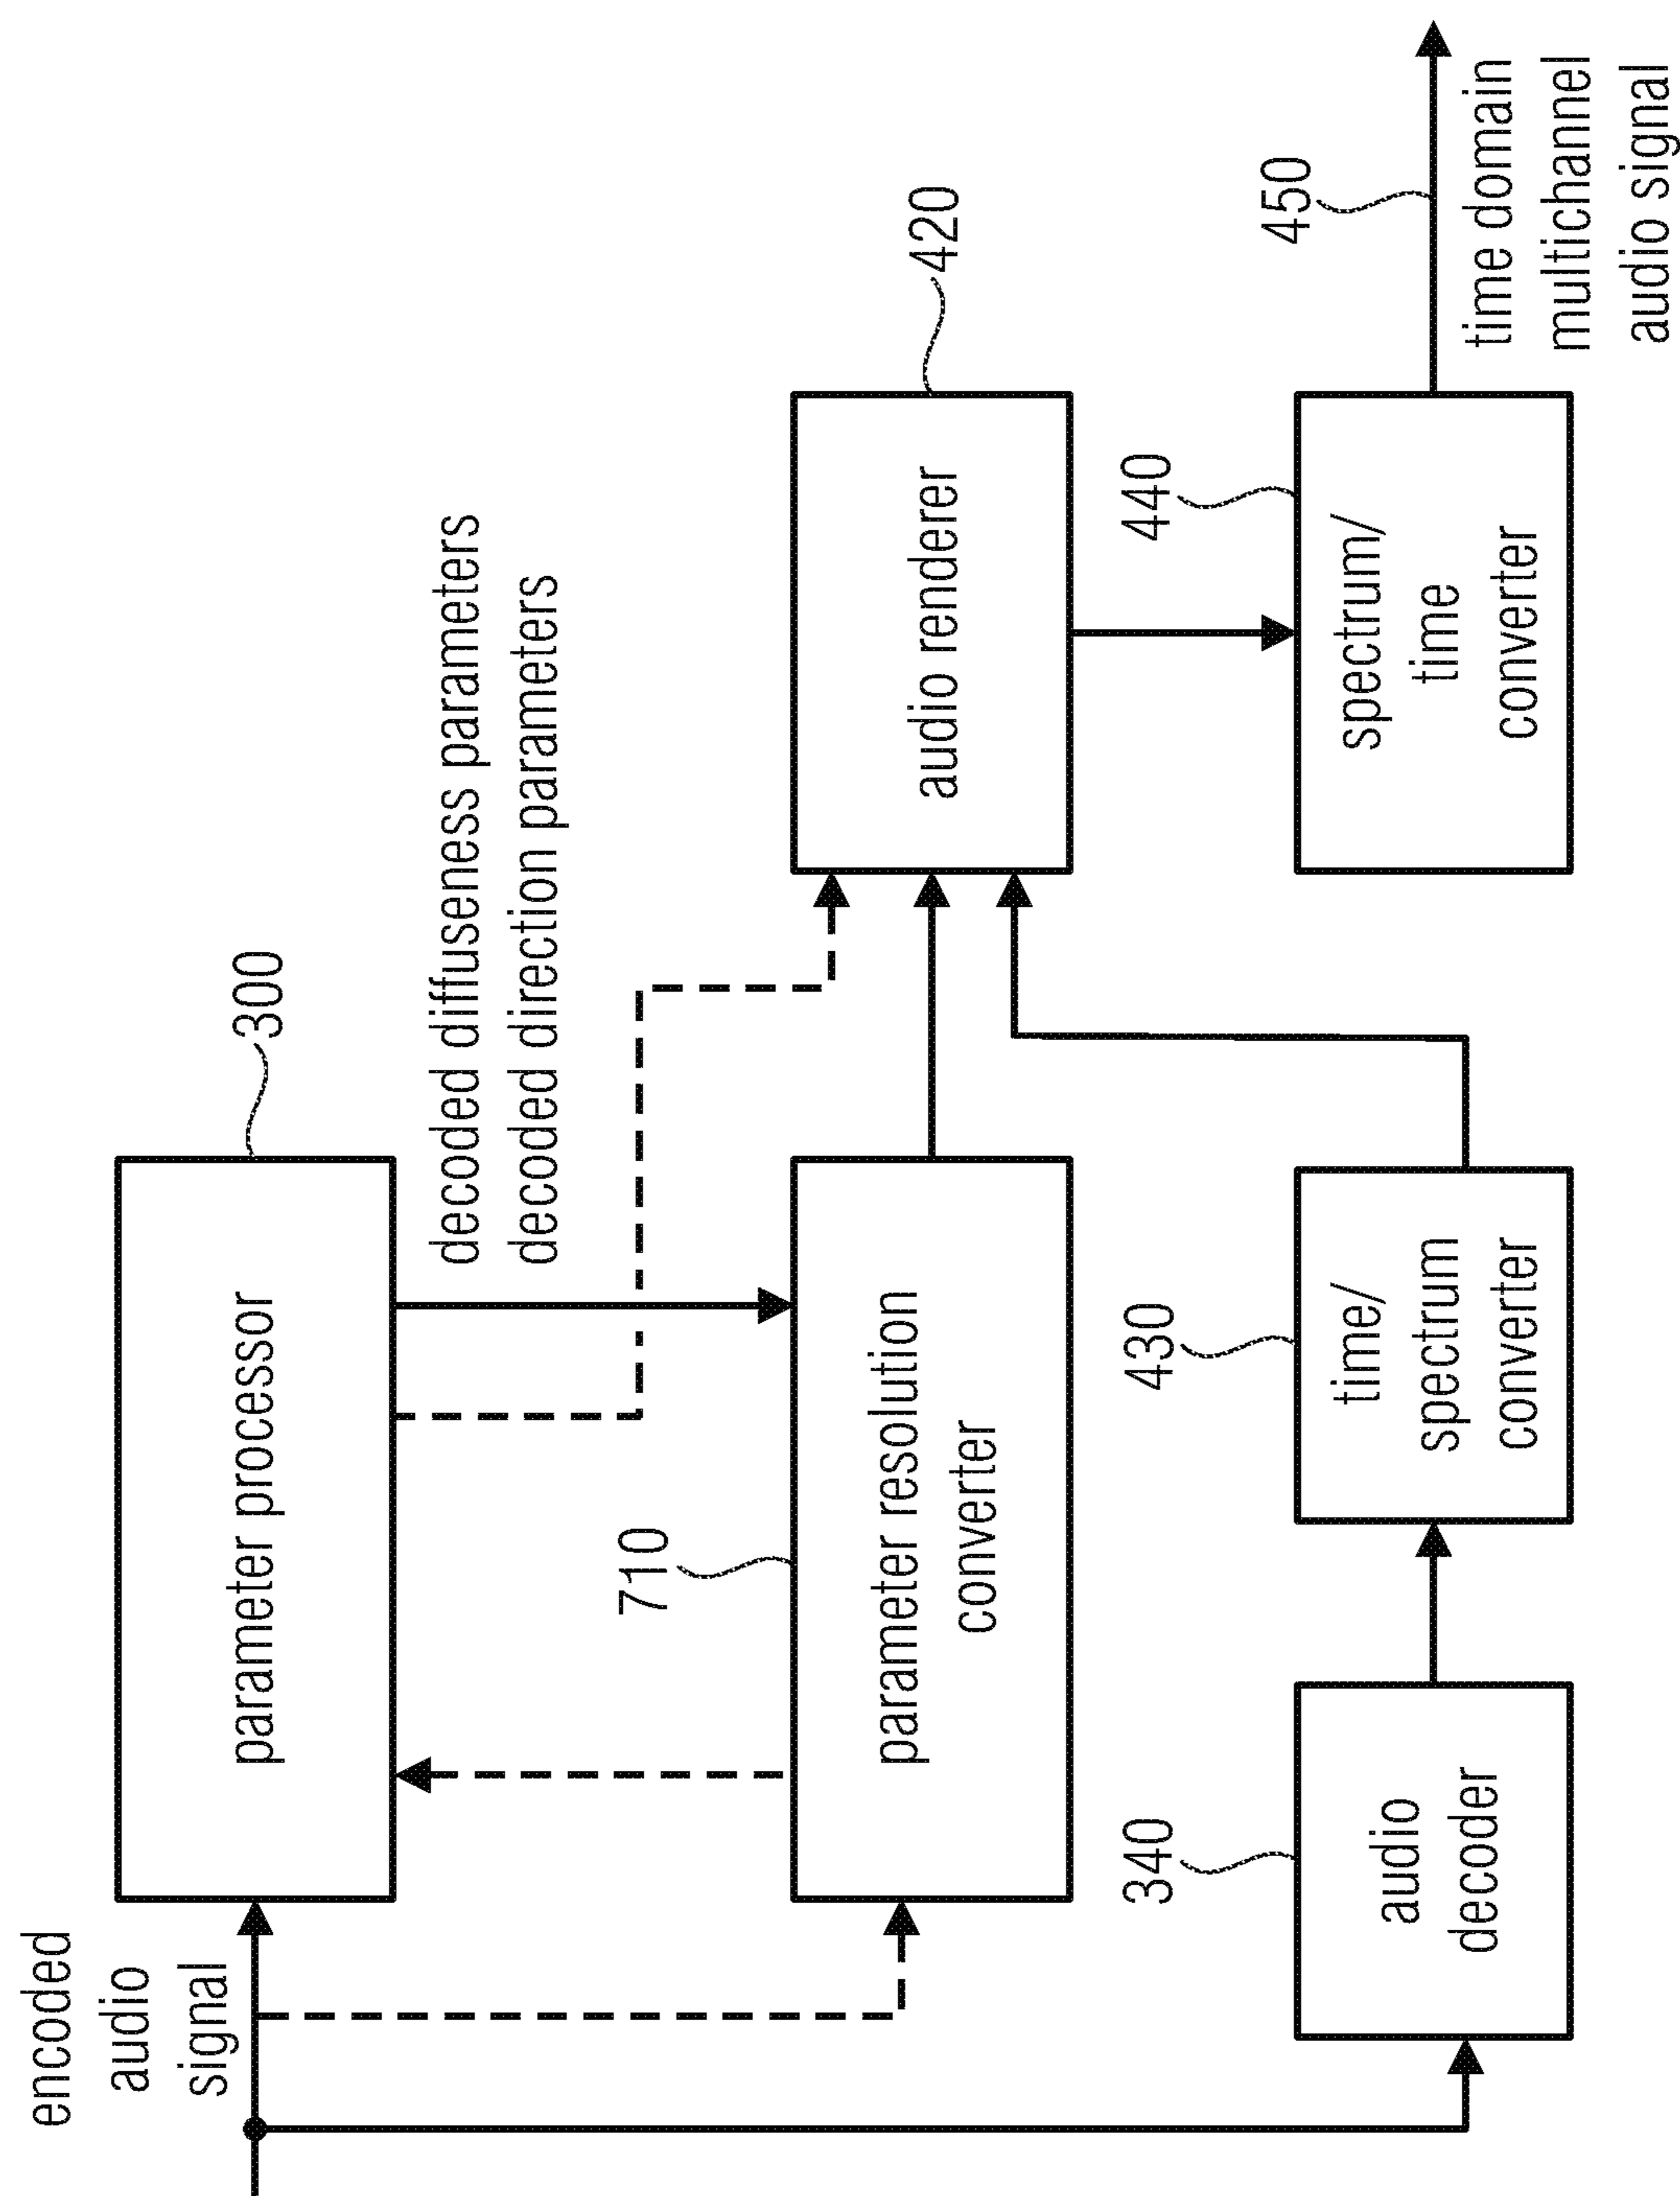 encoded
audio
signal
parameter processor
300
decoded diffuseness parameters
decoded direction parameters
710
parameter resolution
converter
audio renderer
420
340
audio
decoder
430
time/
spectrum
converter
440
spectrum/
time
converter
450
time domain
multichannel
audio signal